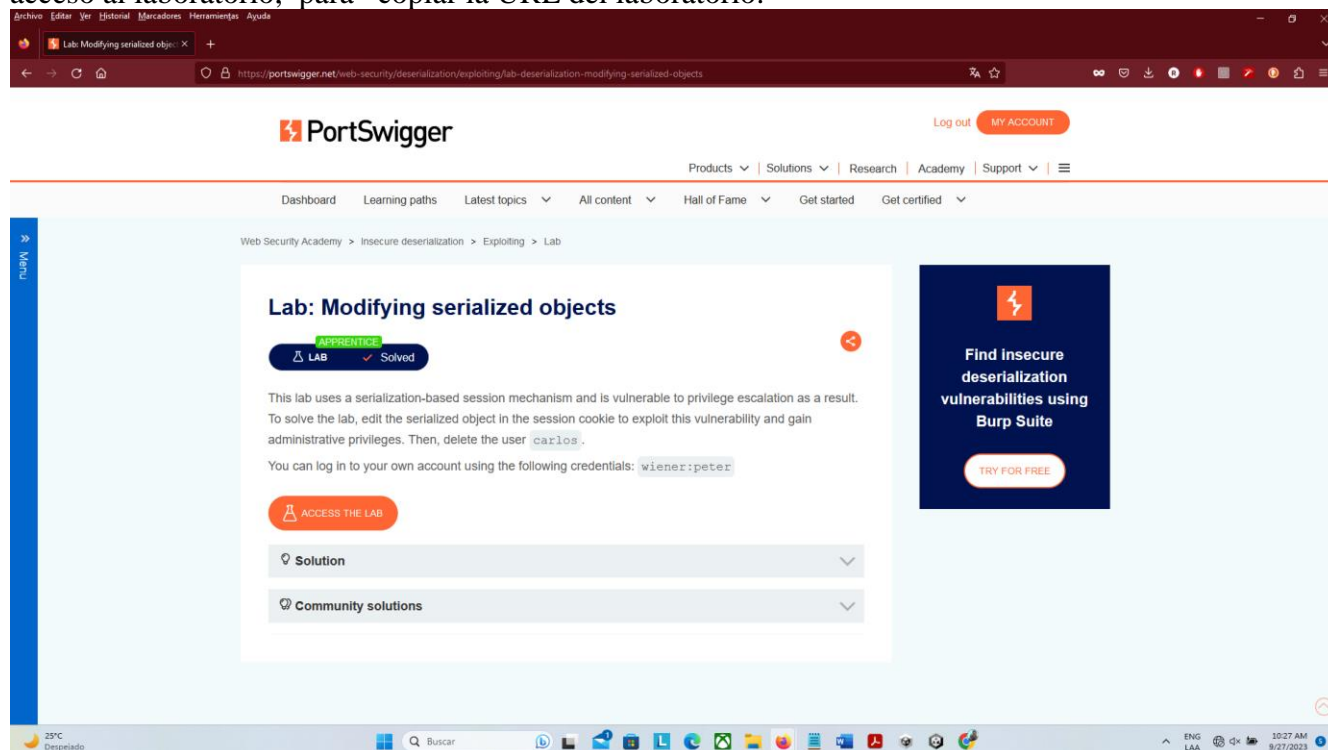 acceso al laboratorio, para copiar la URL del laboratorio.
Archivo Editar Ver Historial Marcadores Herramientas Ayuda
Lab: Modifying serialized objec
https://portswigger.net/web-security/deserialization/exploiting/lab-deserialization-modifying-serialized-objects
PortSwigger
Log out MY ACCOUNT
Products Solutions Research Academy Support
Dashboard Learning paths Latest topics All content Hall of Fame Get started Get certified
Menu
Web Security Academy > Insecure deserialization > Exploiting > Lab
Lab: Modifying serialized objects
APPRENTICE
LAB Solved
This lab uses a serialization-based session mechanism and is vulnerable to privilege escalation as a result.
To solve the lab, edit the serialized object in the session cookie to exploit this vulnerability and gain
administrative privileges. Then, delete the user carlos.
You can log in to your own account using the following credentials: wiener:peter
ACCESS THE LAB
Solution
Community solutions
Find insecure
deserialization
vulnerabilities using
Burp Suite
TRY FOR FREE
25°C
Despejado
Buscar
ENG
LAA
10:27 AM
9/27/2023